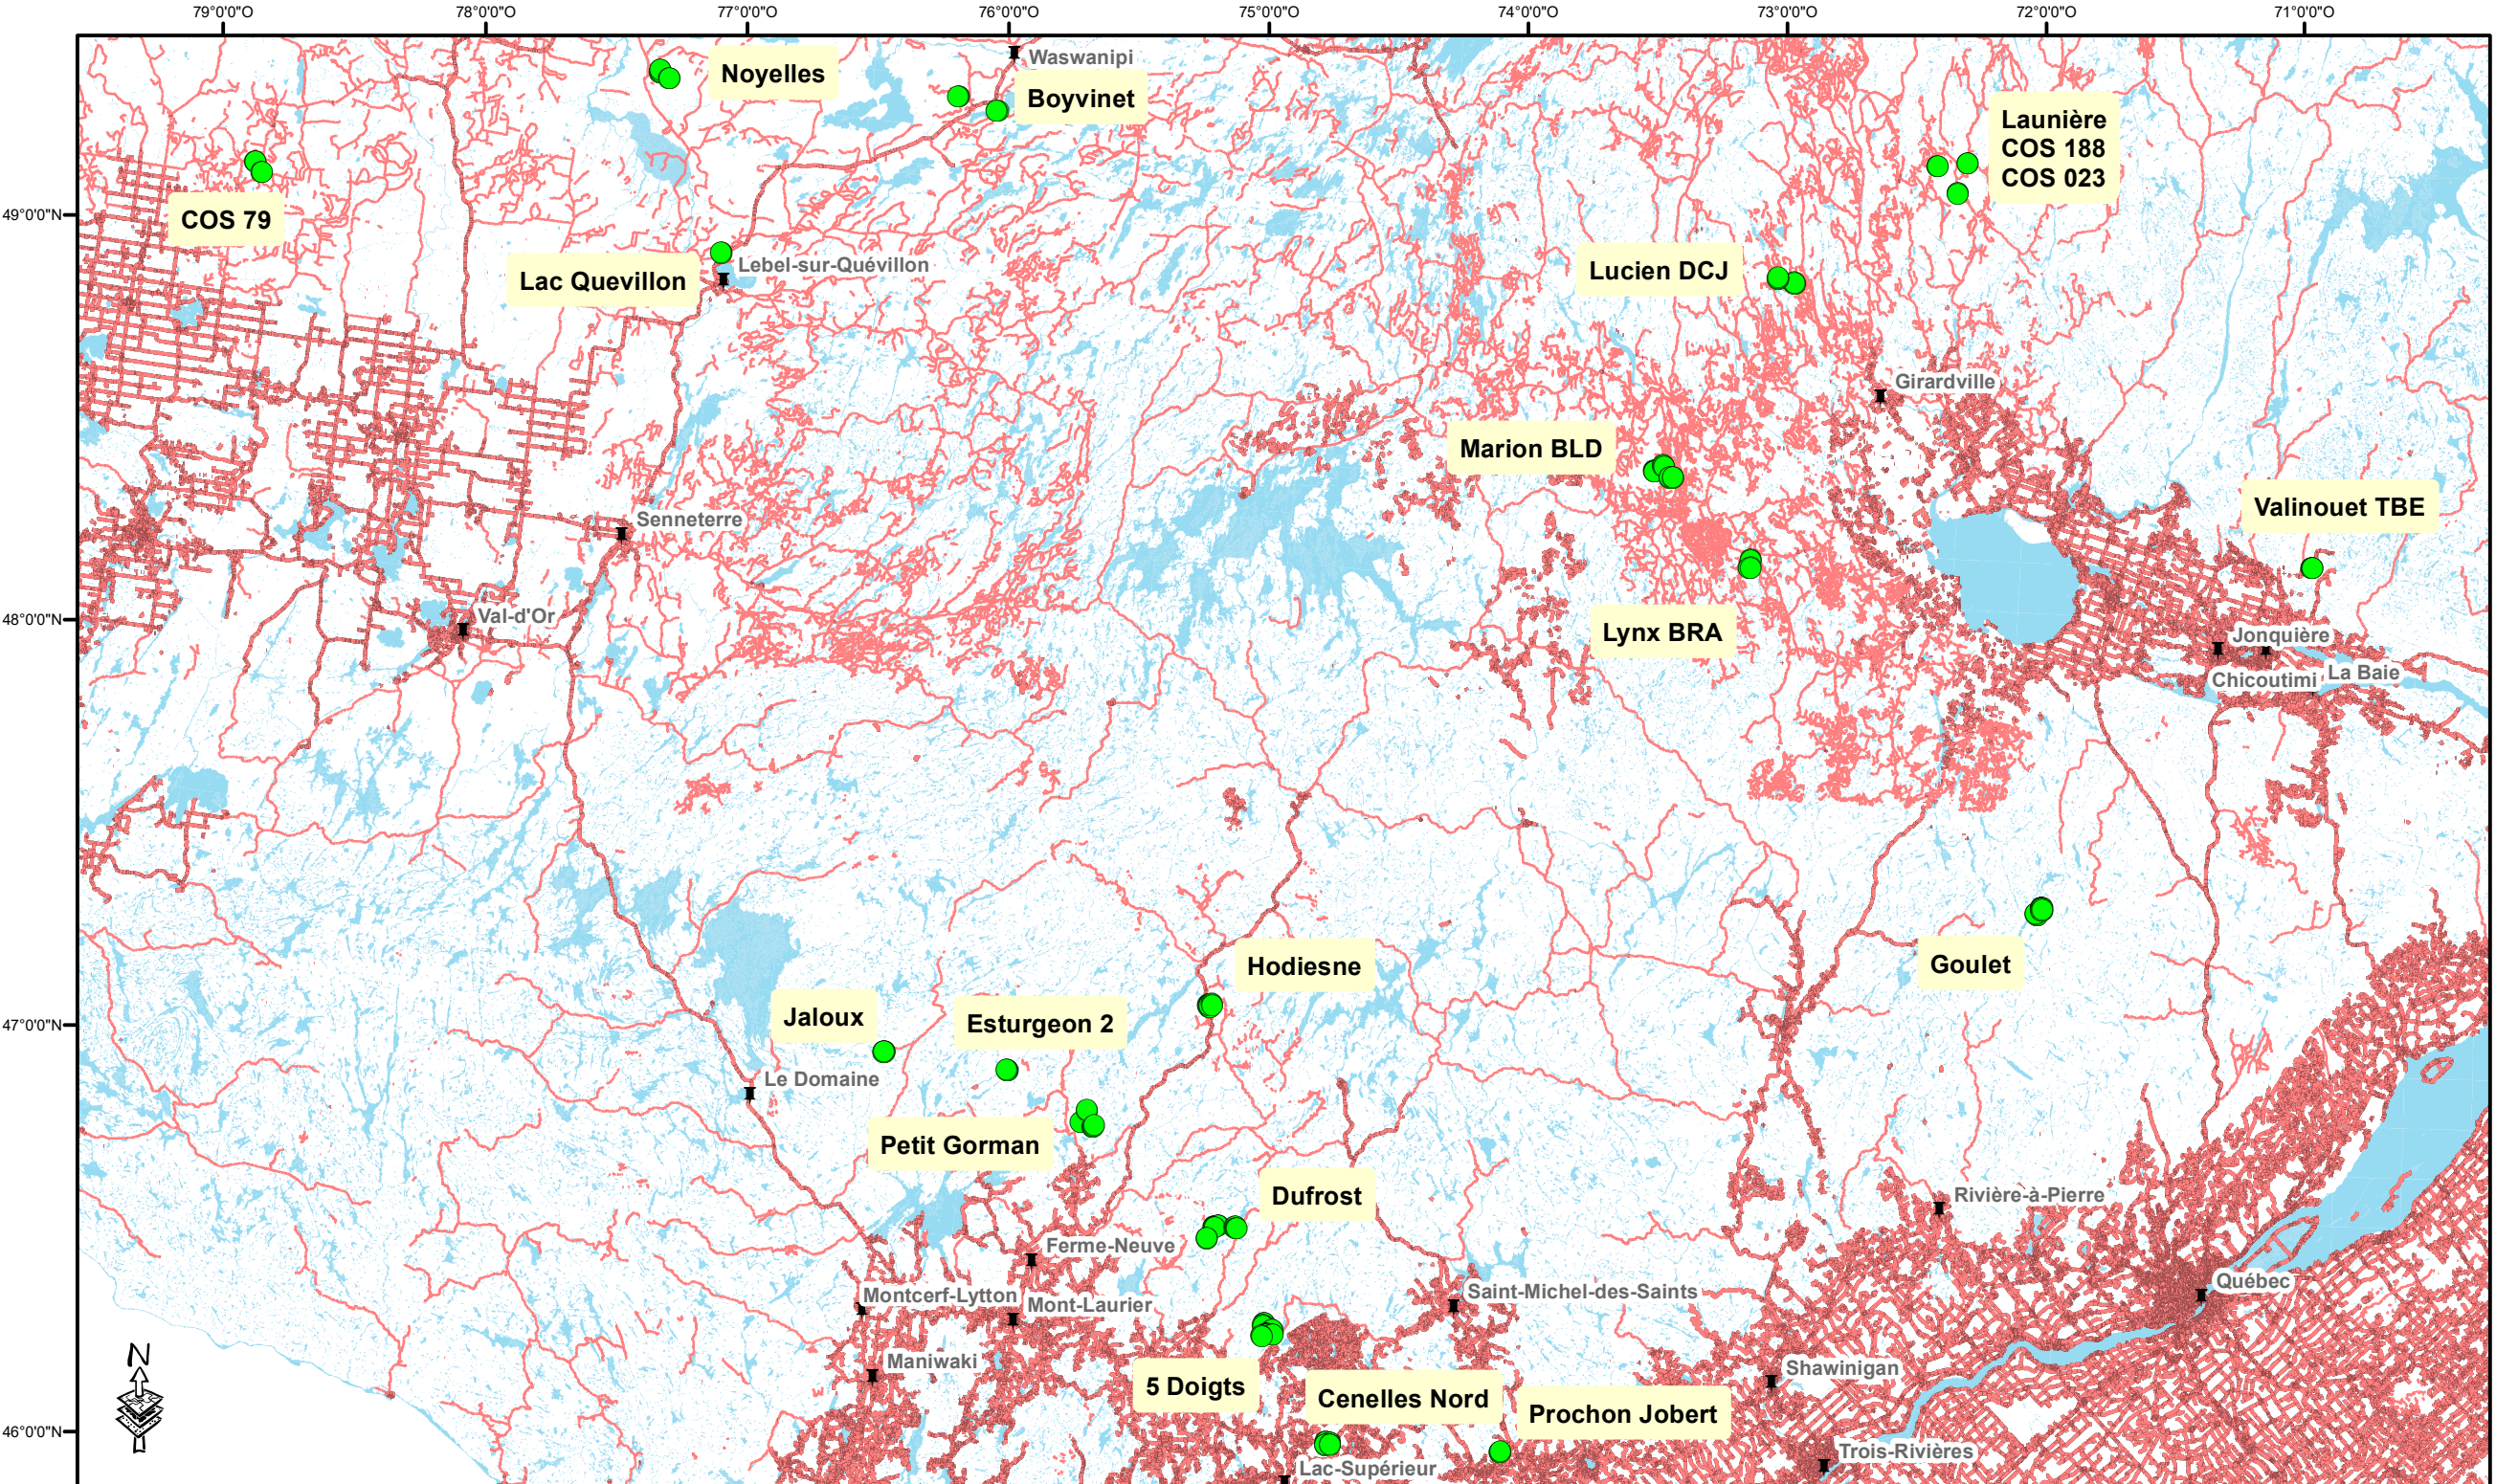 79°0'0"O
78°0'0"O
77°0'0"O
76°0'0"O
75°0'0"O
74°0'0"O
73°0'0"O
72°0'0"O
71°0'0"O
Waswanipi
Noyelles
Boyvinet
Launière
COS 188
COS 023
49°0'0"N
COS 79
Lebel-sur-Quévillon
Lac Quevillon
Lucien DCJ
Girardville
Marion BLD
Valinouet TBE
Senneterre
48°0'0"N
Val-d'Or
Lynx BRA
Jonquière
La Baie
Chicoutimi
Hodiesne
Goulet
47°0'0"N
Jaloux
Esturgeon 2
Le Domaine
Petit Gorman
Dufrost
Rivière-à-Pierre
Ferme-Neuve
Québec
Montcerf-Lytton
Mont-Laurier
Saint-Michel-des-Saints
N
Maniwaki
Shawinigan
5 Doigts
Cenelles Nord
Prochon Jobert
46°0'0"N
Trois-Rivières
Lac-Supérieur